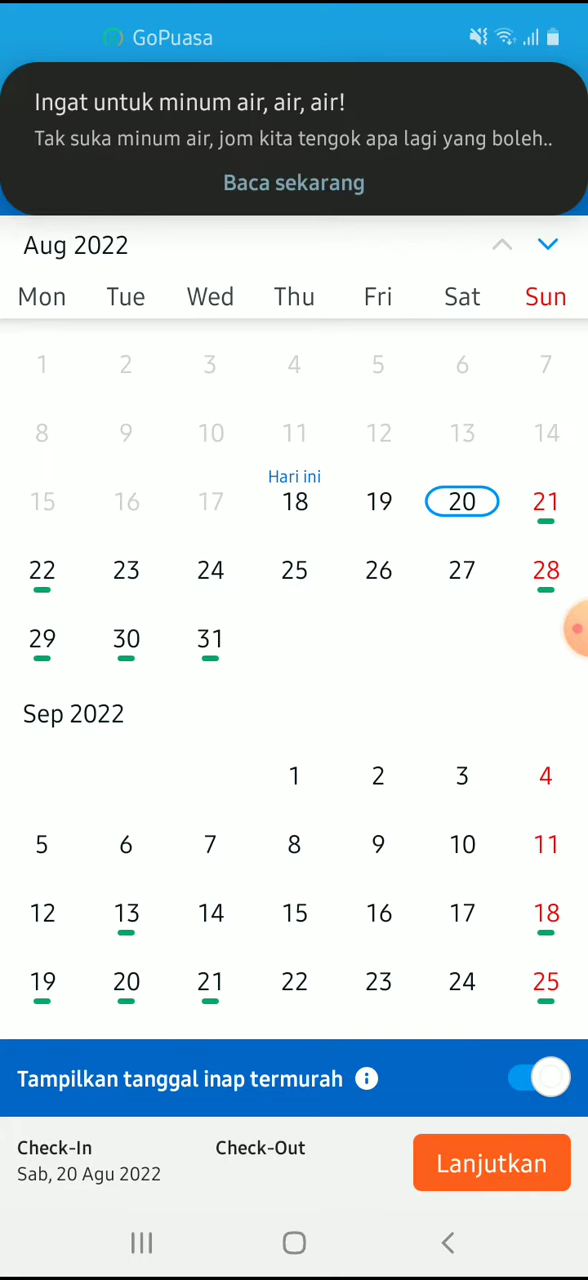 GoPuasa
Ingat untuk minum air, air, air!
Tak suka minum air, jom kita tengok apa lagi yang boleh..
Baca sekarang
Aug 2022
Mon Tue Wed Thu Fri Sat Sun
1 2 3 4 5 6 7
8 9 10 11 12 13 14
Hari ini
15 16 17 18 19 20 21
22 23 24 25 26 27 28
29 30 31
Sep 2022
1 2 3 4
5 6 7 8 9 10 11
12 13 14 15 16 17 18
19 20 21 22 23 24 25
Tampilkan tanggal inap termurah
Check-In Check-Out
Sab, 20 Agu 2022
Lanjutkan